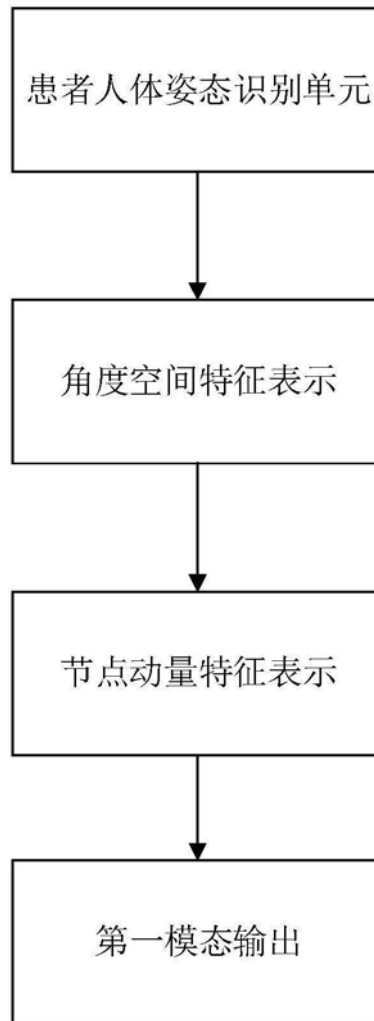 患者人体姿态识别单元
角度空间特征表示
节点动量特征表示
第一模态输出